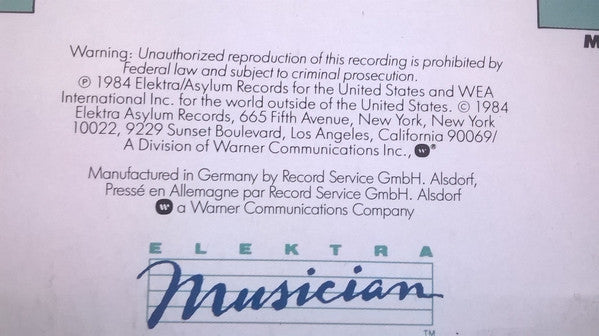 M
Warning: Unauthorized reproduction of this recording is prohibited by
Federal law and subject to criminal prosecution.
℗ 1984 Elektra/Asylum Records for the United States and WEA
International Inc. for the world outside of the United States. © 1984
Elektra Asylum Records, 665 Fifth Avenue, New York, New York
10022, 9229 Sunset Boulevard, Los Angeles, California 90069/
A Division of Warner Communications Inc., w ®
Manufactured in Germany by Record Service GmbH. Alsdorf,
Pressé en Allemagne par Record Service GmbH. Alsdorf
w a Warner Communications Company
ELEKTRA
Musician
TM